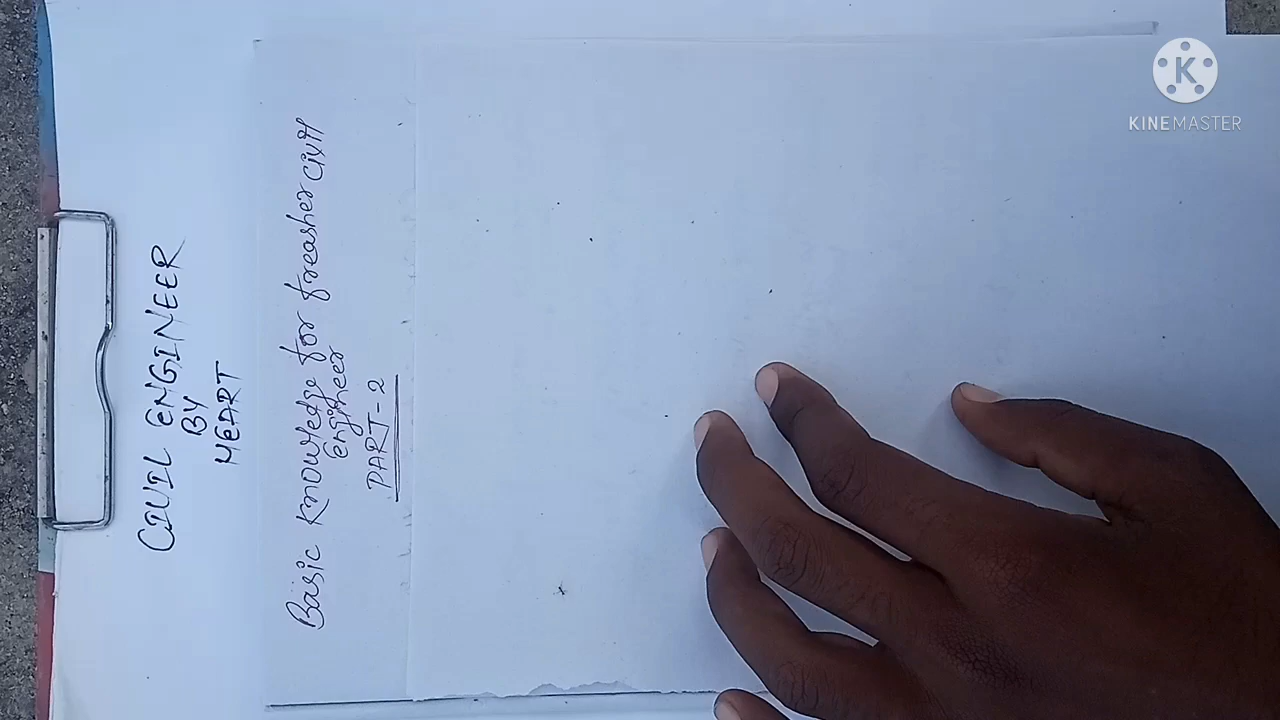 CIVIL ENGINEER
BY
HEART
Basic Knowledge for freasher civil
engineer
PART-2
KINEMASTER